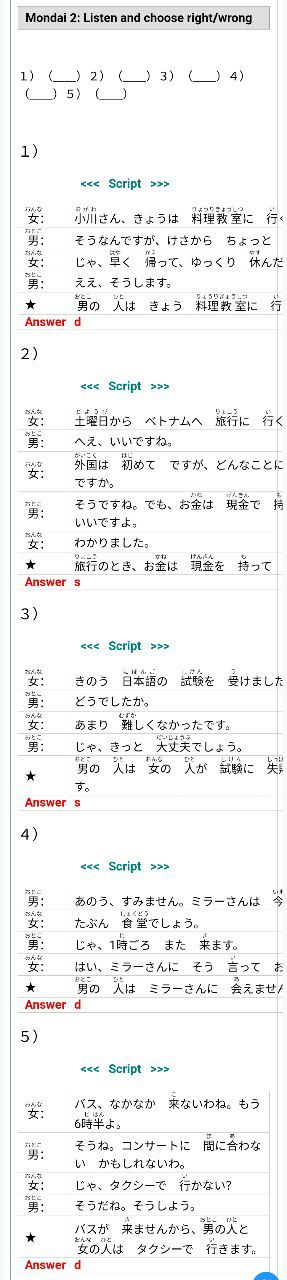 Mondai 2: Listen and choose right/wrong
1) (___) 2) (___) 3) (___) 4)
(___) 5) (___)
1)
<<< Script >>>
女: 小川さん、きょうは 料理教室に 行
男: そうなんですが、けさから ちょっと
女: じゃ、早く 帰って、ゆっくり 休んだ
男: ええ、そうします。
★ 男の 人は きょう 料理教室に 行
Answer d
2)
<<< Script >>>
女: 土曜日から ベトナムへ 旅行に 行く
男: へえ、いいですね。
女: 外国は 初めて ですが、どんなことに
ですか。
男: そうですね。でも、お金は 現金で 持
いいですよ。
女: わかりました。
★ 旅行のとき、お金は 現金を 持って
Answer s
3)
<<< Script >>>
女: きのう 日本語の 試験を 受けました
男: どうでしたか。
女: あまり 難しくなかったです。
男: じゃ、きっと 大丈夫でしょう。
★ 男の 人は 女の 人が 試験に 失
す。
Answer s
4)
<<< Script >>>
男: あのう、すみません。ミラーさんは 今
女: たぶん 食堂でしょう。
男: じゃ、1時ごろ また 来ます。
女: はい、ミラーさんに そう 言って お
★ 男の 人は ミラーさんに 会えませ
Answer d
5)
<<< Script >>>
女: バス、なかなか 来ないわね。もう
6時半よ。
男: そうね。コンサートに 間に合わな
い かもしれないわ。
女: じゃ、タクシーで 行かない?
男: そうだね。そうしよう。
★ バスが 来ませんから、男の人と
女の人は タクシーで 行きます。
Answer d